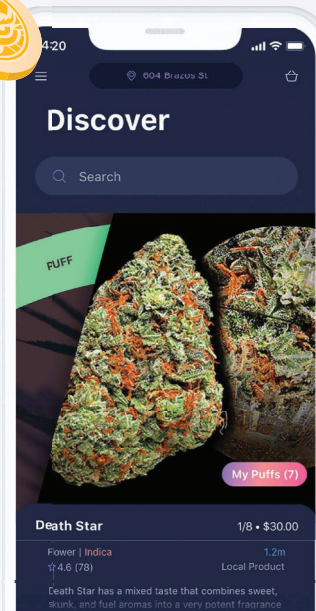 4:20
604 Brazos St
Discover
Search
PUFF
My Puffs (7)
Death Star
1/8 • $30.00
Flower | Indica
1.2m
4.6 (78)
Local Product
Death Star has a mixed taste that combines sweet,
skunk, and fuel aromas into a very potent fragrance